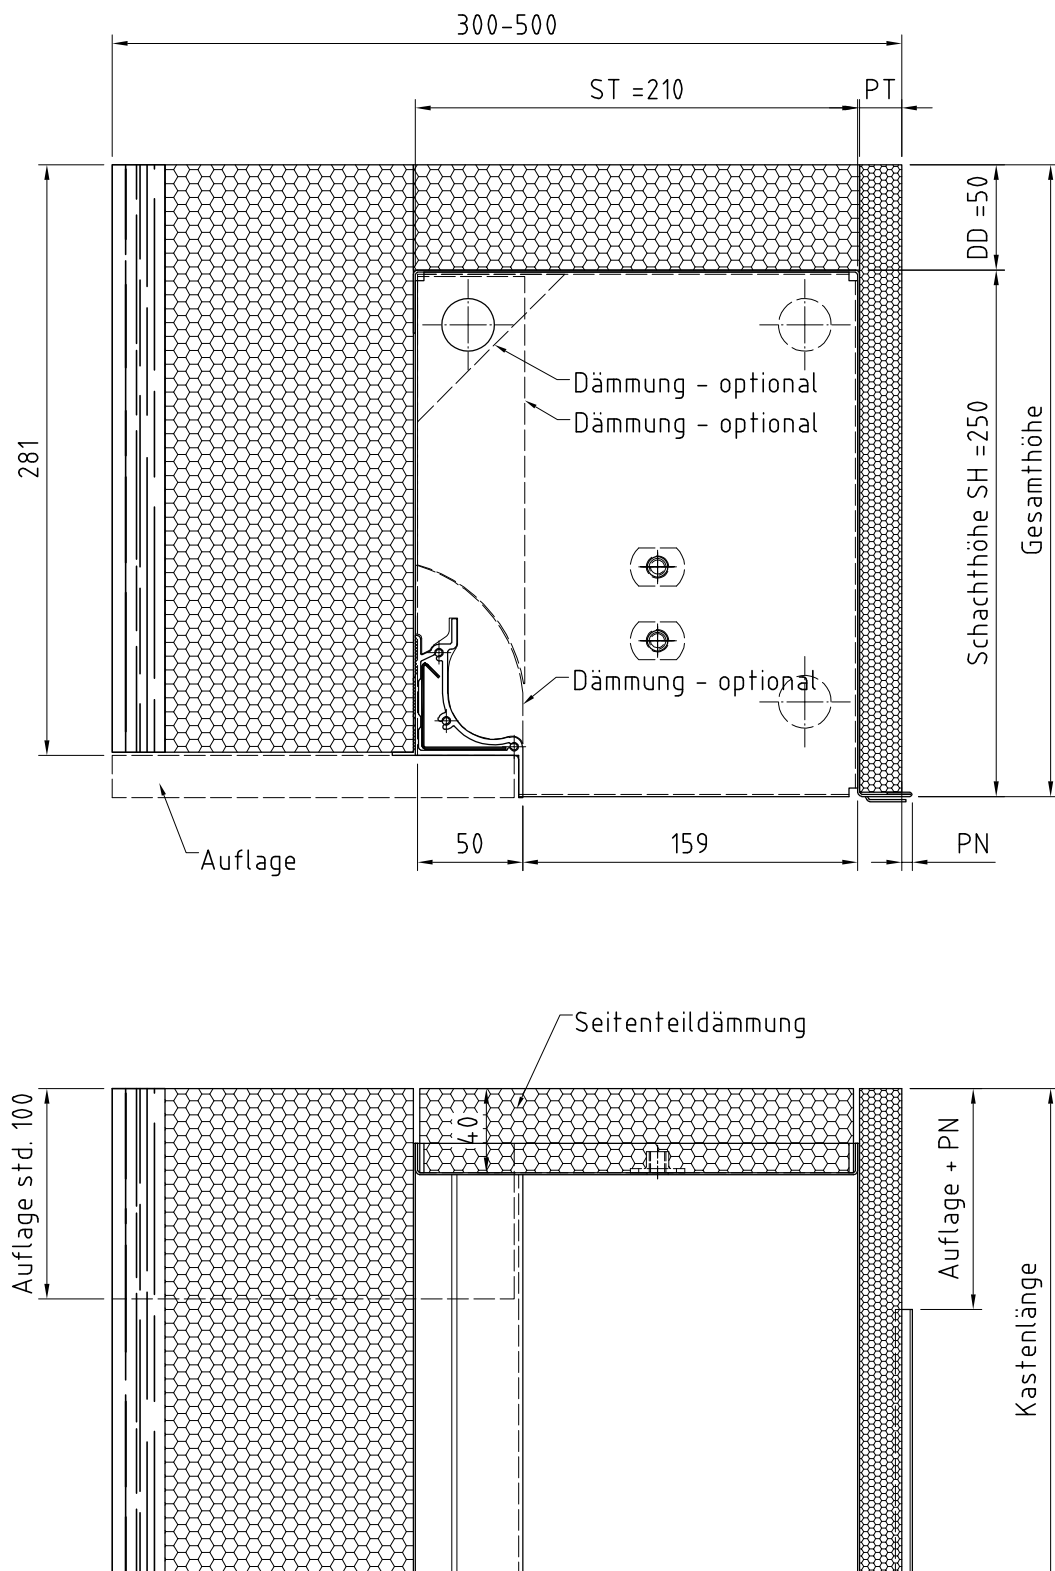 300-500
ST =210
PT
DD =50
281
Dämmung - optional
Dämmung - optional
Schachthöhe SH =250
Gesamthöhe
Dämmung - optional
50
159
PN
Auflage
Seitenteildämmung
Auflage std. 100
40
Auflage + PN
Kastenlänge